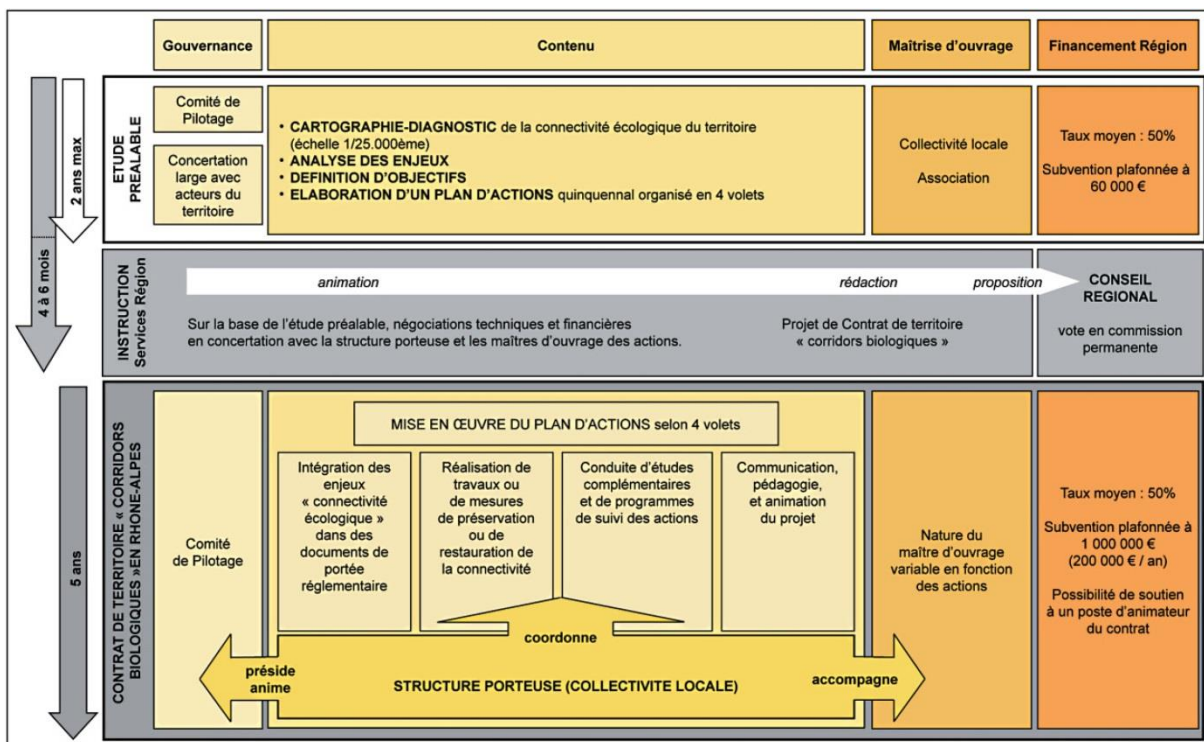 Gouvernance
Contenu
Maîtrise d'ouvrage
Financement Région
2 ans max
4 à 6 mois
5 ans
ETUDE
PREALABLE
Comité de
Pilotage
Concertation
large avec
acteurs du
territoire
• CARTOGRAPHIE-DIAGNOSTIC de la connectivité écologique du territoire
(échelle 1/25.000ème)
• ANALYSE DES ENJEUX
• DEFINITION D'OBJECTIFS
• ELABORATION D'UN PLAN D'ACTIONS quinquennal organisé en 4 volets
Collectivité locale
Association
Taux moyen : 50%
Subvention plafonnée à
60 000 €
INSTRUCTION
Services Région
animation
rédaction
proposition
Sur la base de l'étude préalable, négociations techniques et financières
en concertation avec la structure porteuse et les maîtres d'ouvrage des actions.
Projet de Contrat de territoire
« corridors biologiques »
CONSEIL
REGIONAL
vote en commission
permanente
CONTRAT DE TERRITOIRE « CORRIDORS
BIOLOGIQUES »EN RHONE-ALPES
Comité
de Pilotage
MISE EN ŒUVRE DU PLAN D'ACTIONS selon 4 volets
Intégration des
enjeux
« connectivité
écologique »
dans des
documents de
portée
réglementaire
Réalisation de
travaux ou
de mesures
de préservation
ou de
restauration de
la connectivité
Conduite d'études
complémentaires
et de programmes
de suivi des actions
Communication,
pédagogie,
et animation
du projet
coordonne
préside
anime
STRUCTURE PORTEUSE (COLLECTIVITE LOCALE)
accompagne
Nature du
maître d'ouvrage
variable en fonction
des actions
Taux moyen : 50%
Subvention plafonnée à
1 000 000 €
(200 000 € / an)
Possibilité de soutien
à un poste d'animateur
du contrat